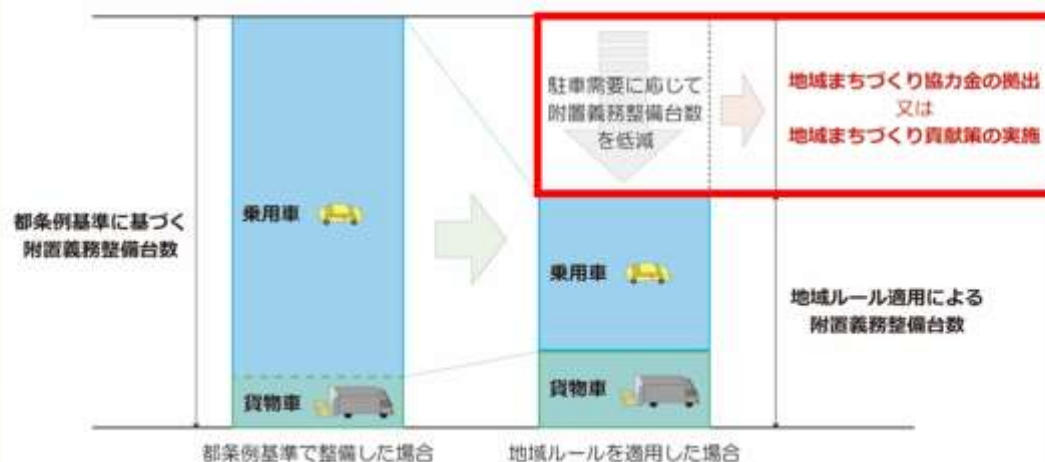 駐車需要に応じて
附置義務整備台数
を低減
地域まちづくり協力金の拠出
又は
地域まちづくり貢献策の実施
都条例基準に基づく
附置義務整備台数
乗用車
貨物車
乗用車
貨物車
地域ルール適用による
附置義務整備台数
都条例基準で整備した場合
地域ルールを適用した場合